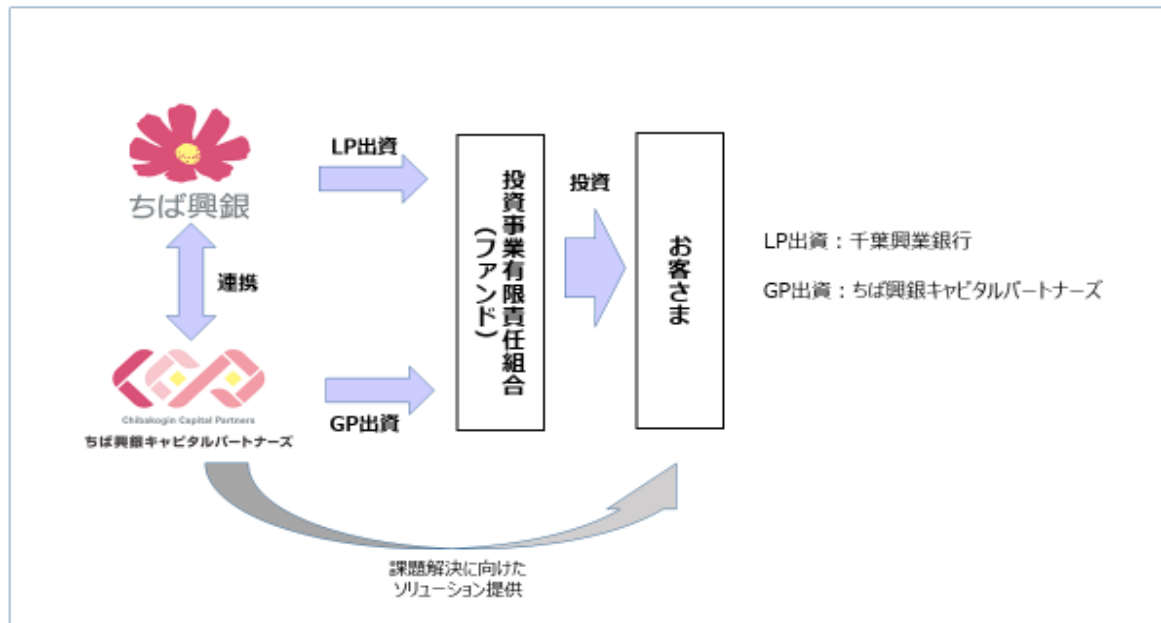 ちば興銀
連携
Chibakogin Capital Partners
ちば興銀キャピタルパートナーズ
LP出資
GP出資
投資事業有限責任組合
(ファンド)
投資
お客さま
LP出資：千葉興業銀行
GP出資：ちば興銀キャピタルパートナーズ
課題解決に向けた
ソリューション提供